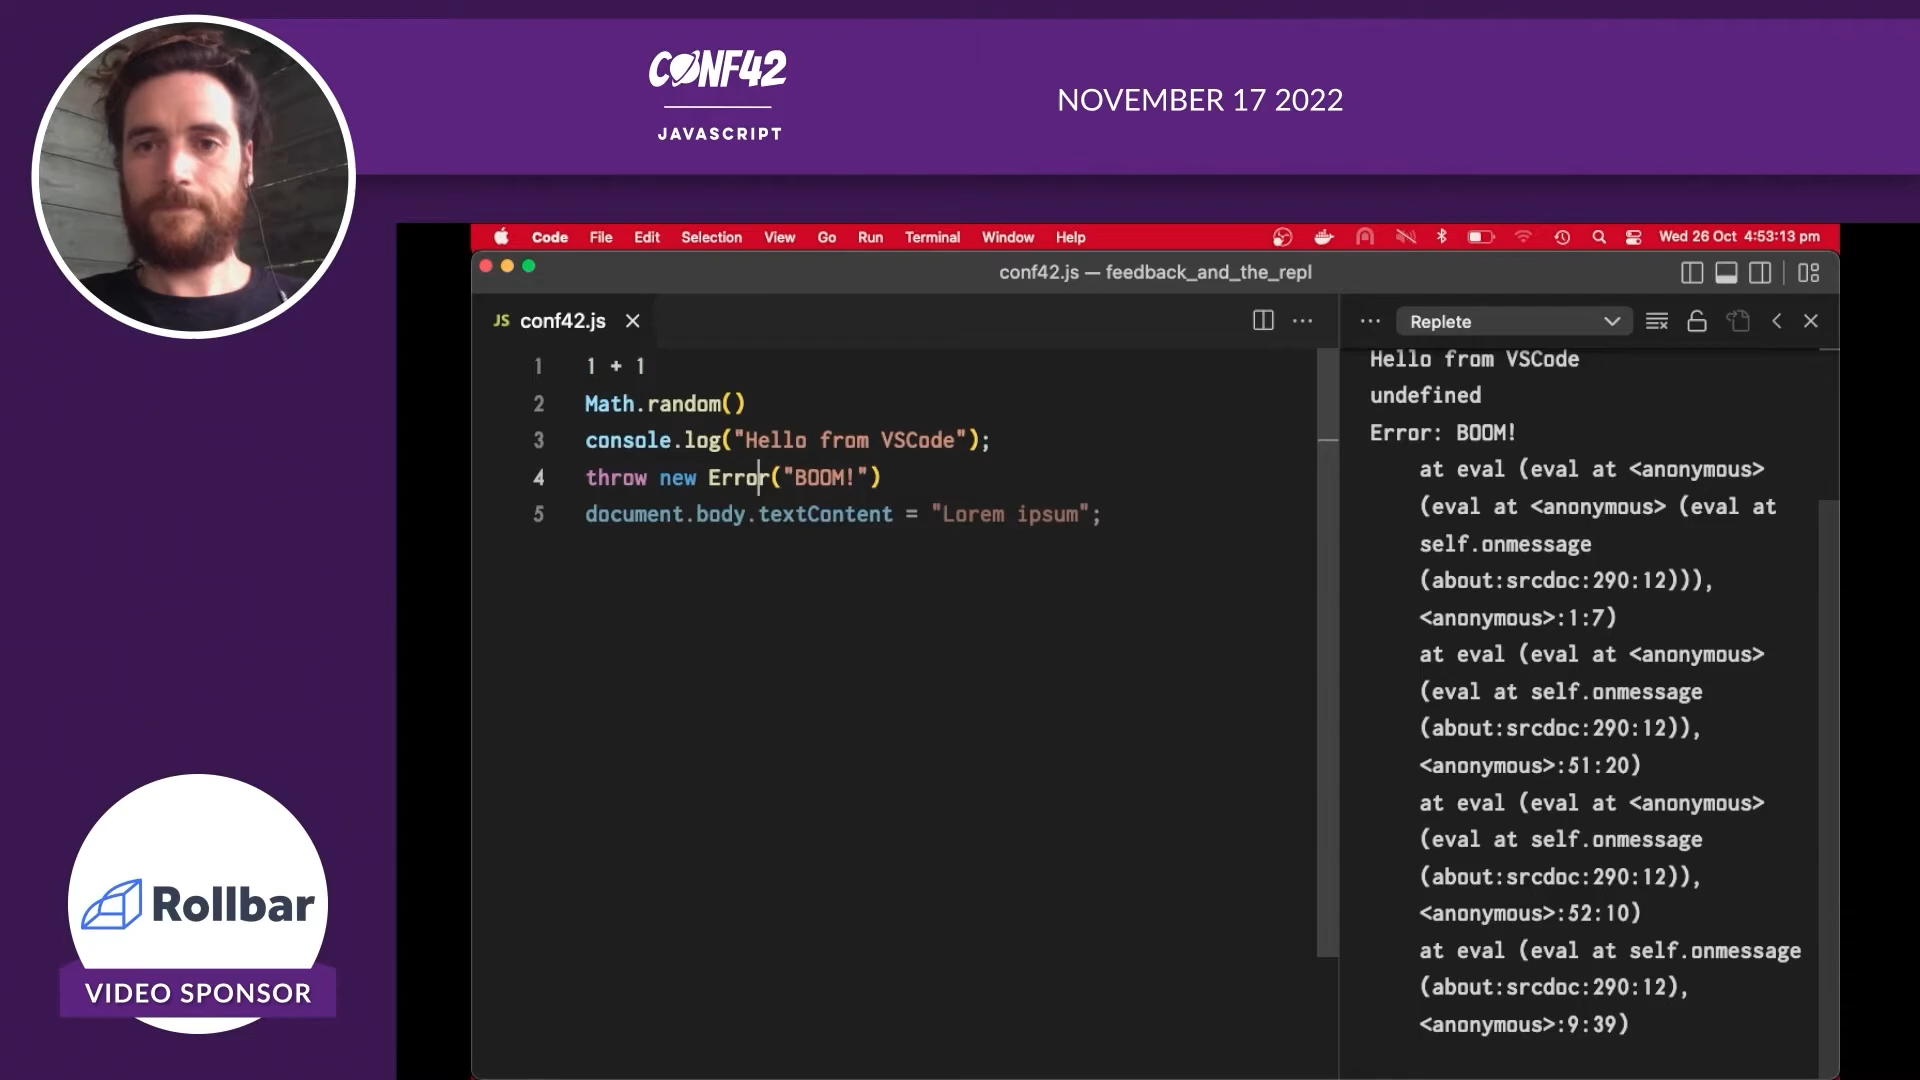 CONF42
JAVASCRIPT
NOVEMBER 17 2022
Code File Edit Selection View Go Run Terminal Window Help Wed 26 Oct 4:53:13 pm
conf42.js — feedback_and_the_repl
JS conf42.js
Replete
1 1 + 1
2 Math.random()
3 console.log("Hello from VSCode");
4 throw new Error("BOOM!")
5 document.body.textContent = "Lorem ipsum";
Hello from VSCode
undefined
Error: BOOM!
at eval (eval at <anonymous>
(eval at <anonymous> (eval at
self.onmessage
(about:srcdoc:290:12))),
<anonymous>:1:7)
at eval (eval at <anonymous>
(eval at self.onmessage
(about:srcdoc:290:12)),
<anonymous>:51:20)
at eval (eval at <anonymous>
(eval at self.onmessage
(about:srcdoc:290:12)),
<anonymous>:52:10)
at eval (eval at self.onmessage
(about:srcdoc:290:12),
<anonymous>:9:39)
Rollbar
VIDEO SPONSOR